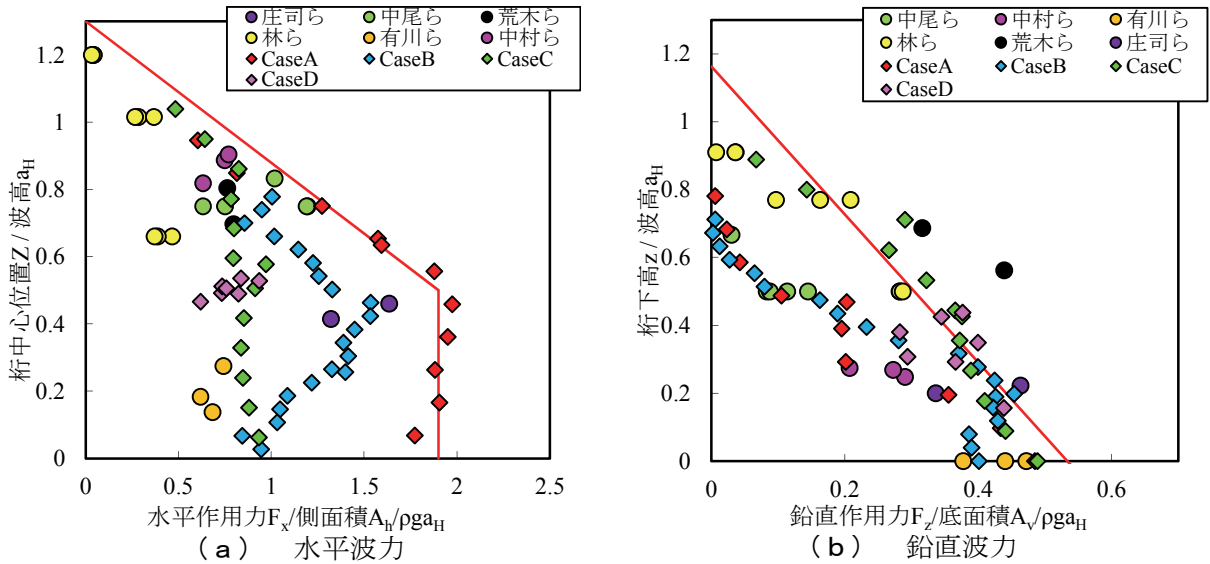 庄司ら 中尾ら 荒木ら
林ら 有川ら 中村ら
CaseA CaseB CaseC
CaseD
桁中心位置Z / 波高aH
1.2
1
0.8
0.6
0.4
0.2
0
0 0.5 1 1.5 2 2.5
水平作用力Fx/側面積Ah/ρgaH
(a) 水平波力
中尾ら 中村ら 有川ら
林ら 荒木ら 庄司ら
CaseA CaseB CaseC
CaseD
桁下高z / 波高aH
1.2
1
0.8
0.6
0.4
0.2
0
0 0.2 0.4 0.6
鉛直作用力Fz/底面積Av/ρgaH
(b) 鉛直波力